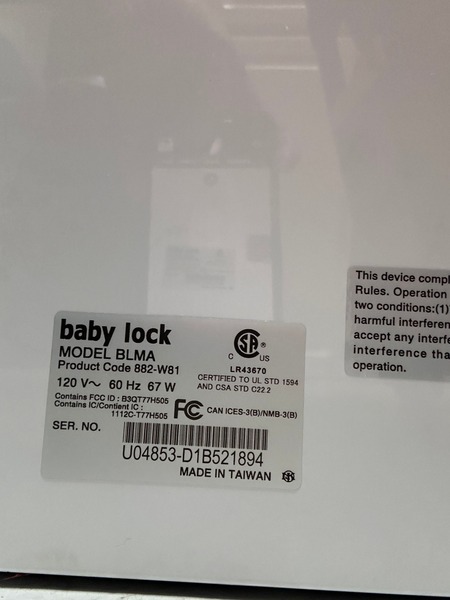 baby lock
MODEL BLMA
Product Code 882-W81
120 V~ 60 Hz 67 W
Contains FCC ID : B3QT77H505
Contains IC/Contient IC :
1112C-T77H505
SA
C US
LR43670
CERTIFIED TO UL STD 1594
AND CSA STD C22.2
FC CAN ICES-3(B)/NMB-3(B)
SER. NO.
U04853-D1B521894
MADE IN TAIWAN
This device compl
Rules. Operation
two conditions:(1)
harmful interferen
accept any interfe
interference tha
operation.